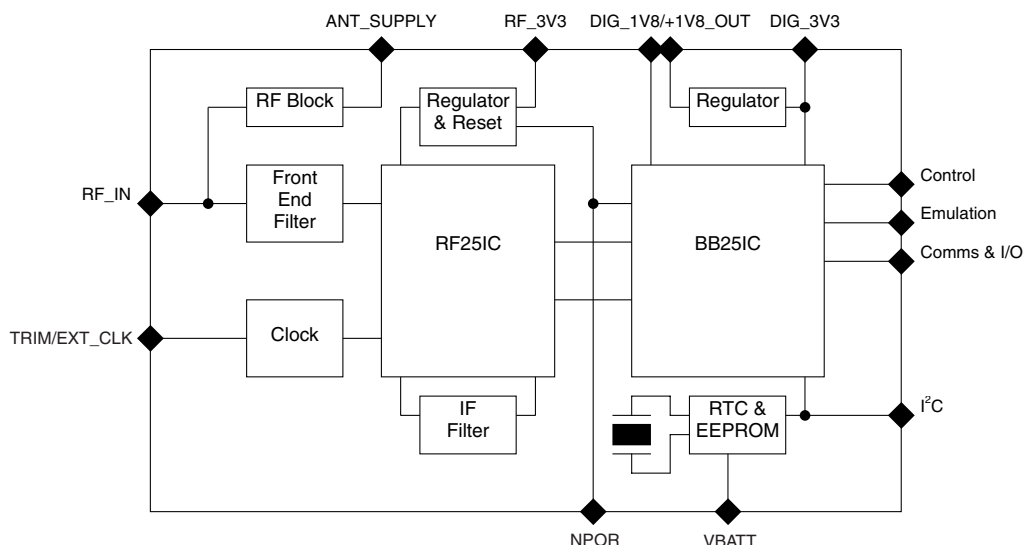 ANT_SUPPLY
RF_3V3
DIG_1V8/+1V8_OUT
DIG_3V3
RF Block
Regulator
& Reset
Regulator
RF_IN
Front
End
Filter
RF25IC
BB25IC
Control
Emulation
Comms & I/O
TRIM/EXT_CLK
Clock
IF
Filter
RTC &
EEPROM
I²C
NPOR
VBATT